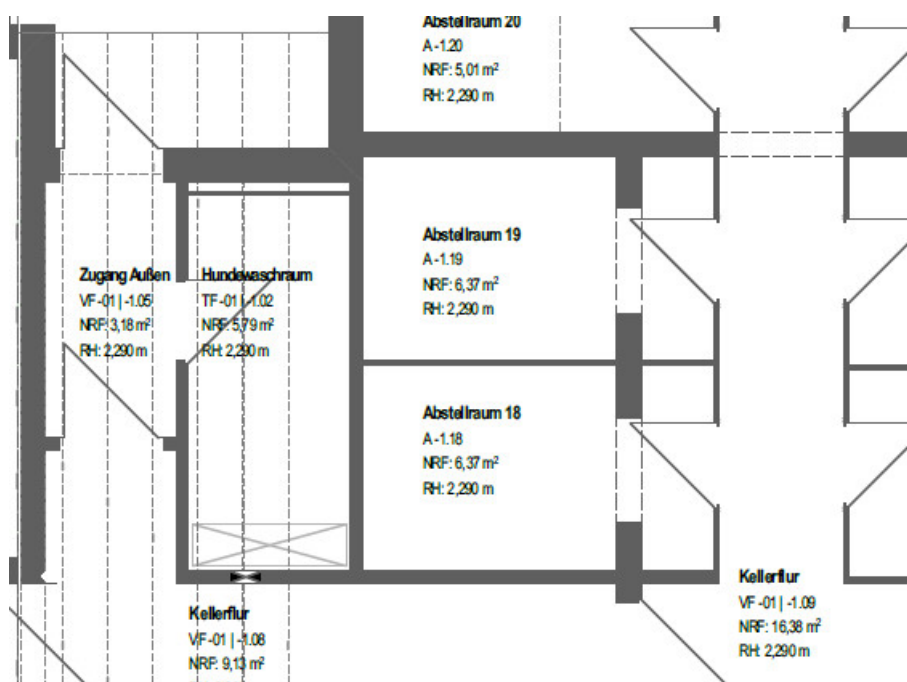 Abstellraum 20
A -1.20
NRF: 5,01 m²
RH: 2,290 m
Abstellraum 19
A -1.19
NRF: 6,37 m²
RH: 2,290 m
Zugang Außen
VF -01 | -1.05
NRF: 3,18 m²
RH: 2,290 m
Hundewaschraum
TF -01 | -1.02
NRF: 5,79 m²
RH: 2,290 m
Abstellraum 18
A -1.18
NRF: 6,37 m²
RH: 2,290 m
Kellerflur
VF -01 | -1.08
NRF: 9,13 m²
Kellerflur
VF -01 | -1.09
NRF: 16,38 m²
RH: 2,290 m